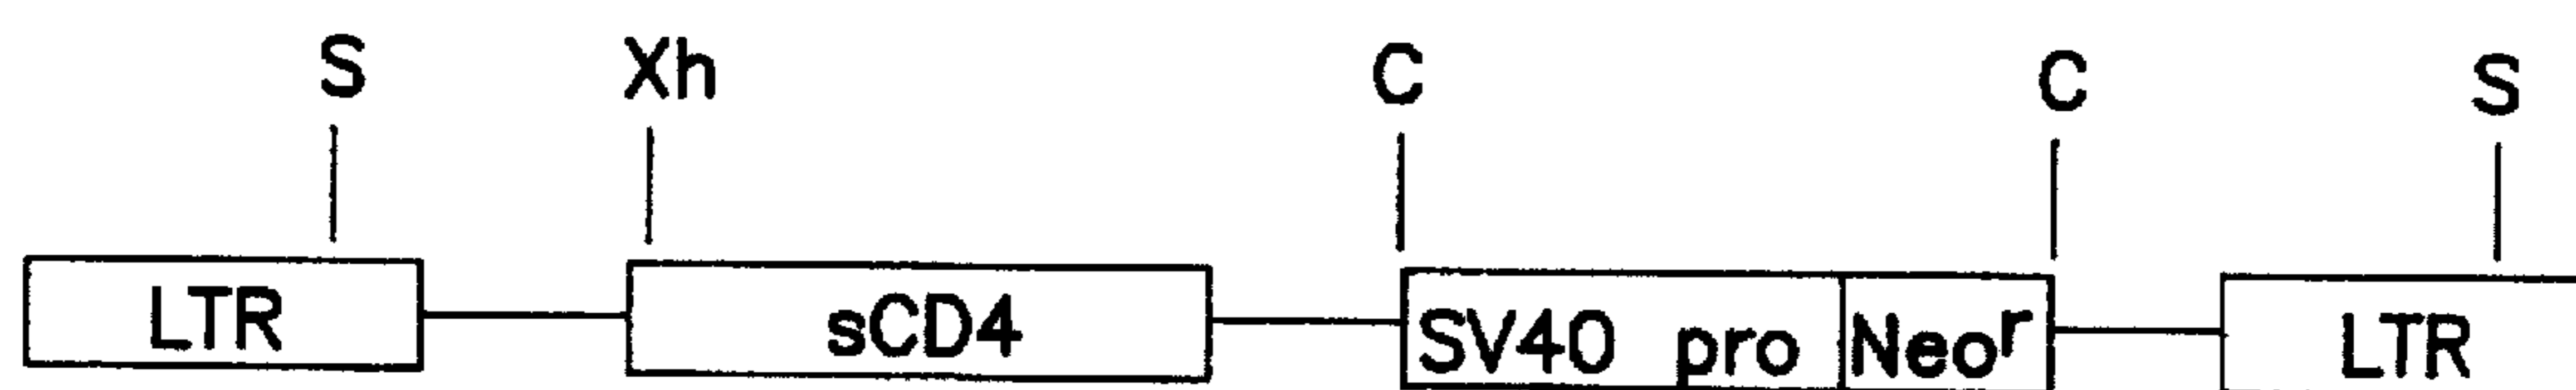 S Xh C C S
LTR sCD4 SV40 pro Neoʳ LTR